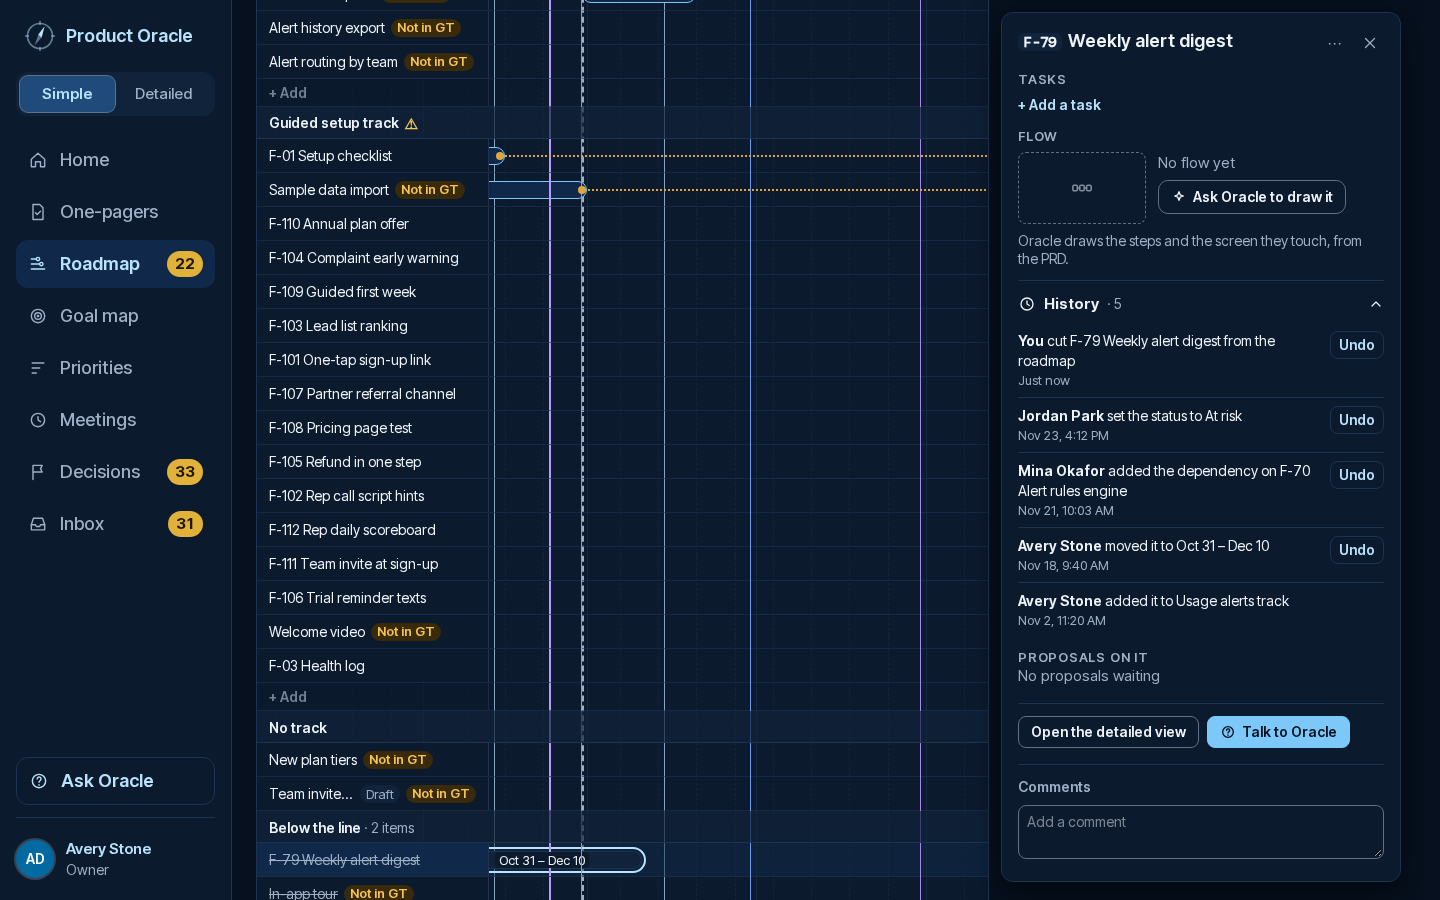 Product Oracle
Simple
Detailed
Home
One-pagers
Roadmap
22
Goal map
Priorities
Meetings
Decisions
33
Inbox
31
Ask Oracle
AD
Avery Stone
Owner
Alert history export Not in GT
Alert routing by team Not in GT
+ Add
Guided setup track
F-01 Setup checklist
Sample data import Not in GT
F-110 Annual plan offer
F-104 Complaint early warning
F-109 Guided first week
F-103 Lead list ranking
F-101 One-tap sign-up link
F-107 Partner referral channel
F-108 Pricing page test
F-105 Refund in one step
F-102 Rep call script hints
F-112 Rep daily scoreboard
F-111 Team invite at sign-up
F-106 Trial reminder texts
Welcome video Not in GT
F-03 Health log
+ Add
No track
New plan tiers Not in GT
Team invite... Draft Not in GT
Below the line · 2 items
F-79 Weekly alert digest
Oct 31 – Dec 10
In-app tour Not in GT
F-79 Weekly alert digest
TASKS
+ Add a task
FLOW
No flow yet
Ask Oracle to draw it
Oracle draws the steps and the screen they touch, from
the PRD.
History · 5
You cut F-79 Weekly alert digest from the
roadmap
Just now
Undo
Jordan Park set the status to At risk
Nov 23, 4:12 PM
Undo
Mina Okafor added the dependency on F-70
Alert rules engine
Nov 21, 10:03 AM
Undo
Avery Stone moved it to Oct 31 – Dec 10
Nov 18, 9:40 AM
Undo
Avery Stone added it to Usage alerts track
Nov 2, 11:20 AM
PROPOSALS ON IT
No proposals waiting
Open the detailed view
Talk to Oracle
Comments
Add a comment